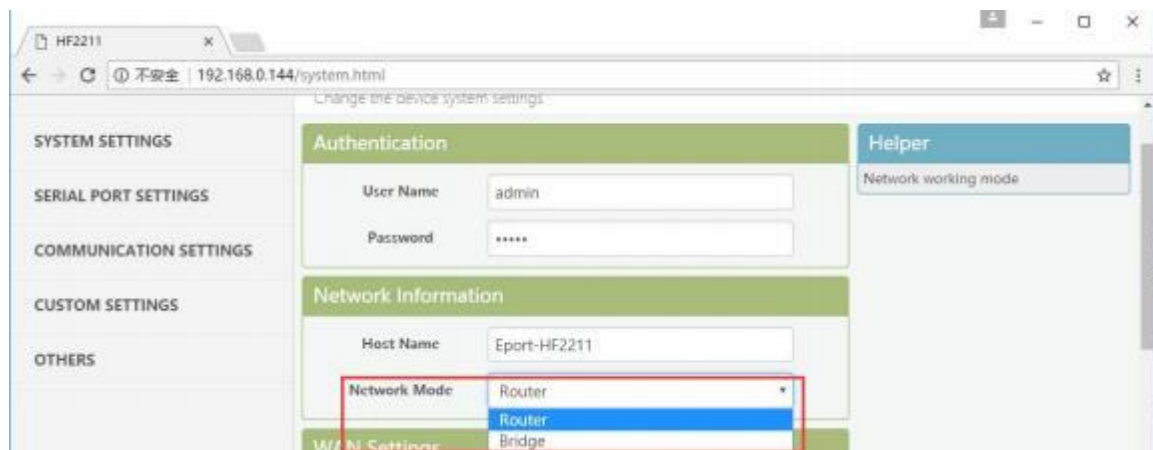 HF2211
不安全 192.168.0.144/system.html
Change the device system settings
SYSTEM SETTINGS
SERIAL PORT SETTINGS
COMMUNICATION SETTINGS
CUSTOM SETTINGS
OTHERS
Authentication
User Name admin
Password •••••
Network Information
Host Name Eport-HF2211
Network Mode Router
Router
Bridge
WAN Settings
Helper
Network working mode